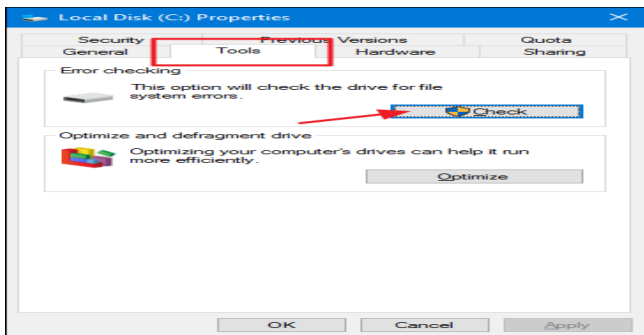 Local Disk (C:) Properties
Security Previous Versions Quota
General Tools Hardware Sharing
Error checking
This option will check the drive for file
system errors.
Check
Optimize and defragment drive
Optimizing your computer's drives can help it run
more efficiently.
Optimize
OK Cancel Apply